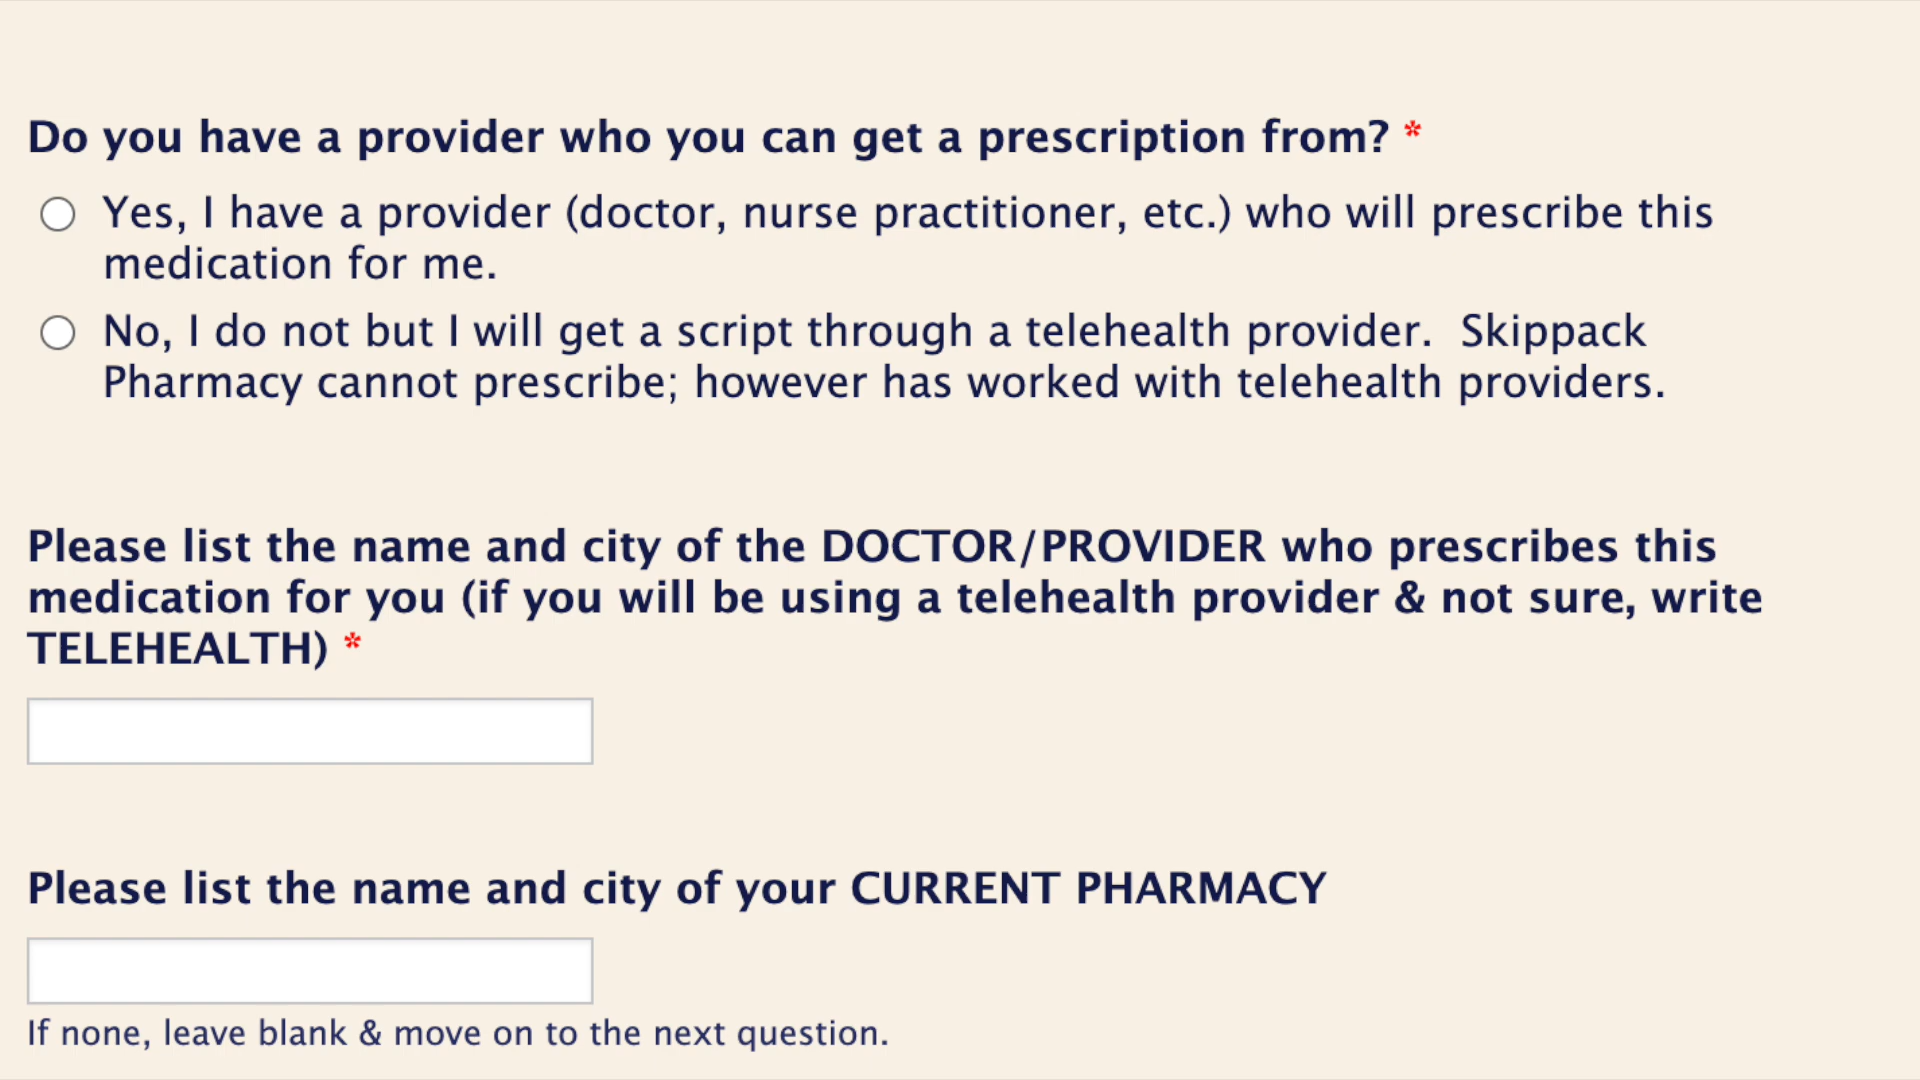 Do you have a provider who you can get a prescription from? *
Yes, I have a provider (doctor, nurse practitioner, etc.) who will prescribe this
medication for me.
No, I do not but I will get a script through a telehealth provider.  Skippack
Pharmacy cannot prescribe; however has worked with telehealth providers.
Please list the name and city of the DOCTOR/PROVIDER who prescribes this
medication for you (if you will be using a telehealth provider & not sure, write
TELEHEALTH) *
Please list the name and city of your CURRENT PHARMACY
If none, leave blank & move on to the next question.